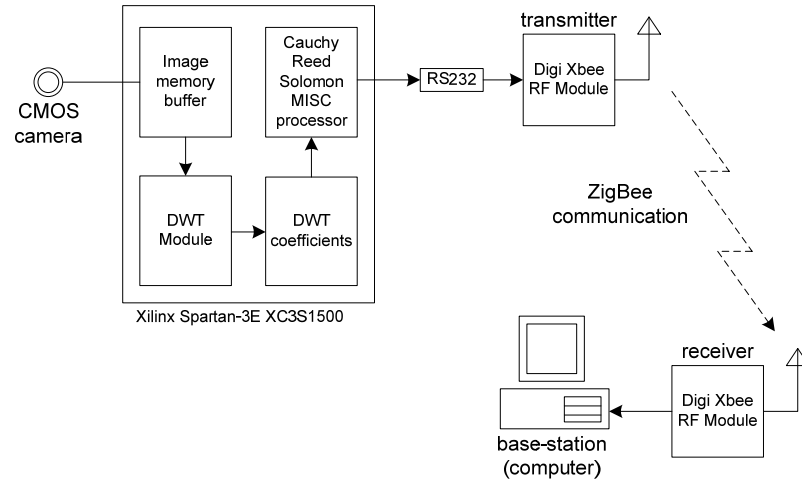 CMOS
camera
Image
memory
buffer
Cauchy
Reed
Solomon
MISC
processor
DWT
Module
DWT
coefficients
Xilinx Spartan-3E XC3S1500
RS232
transmitter
Digi Xbee
RF Module
ZigBee
communication
receiver
Digi Xbee
RF Module
base-station
(computer)